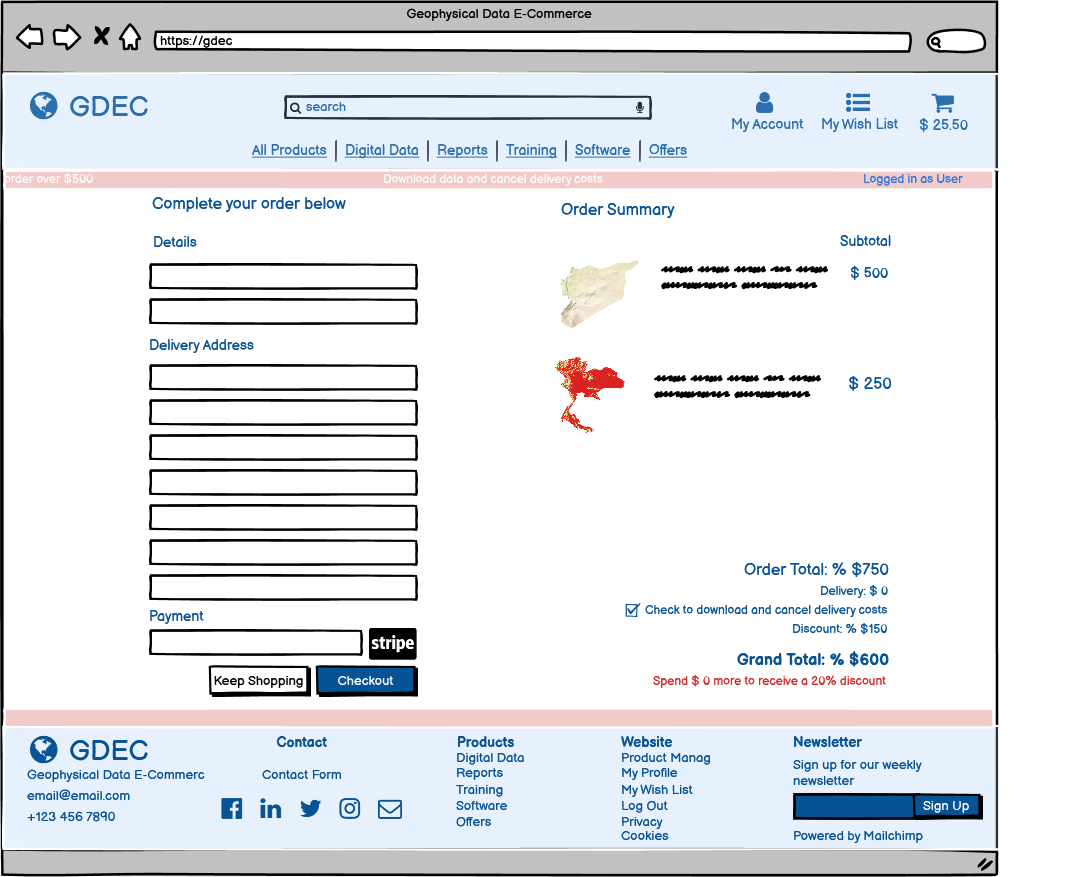 Geophysical Data E-Commerce
https://gdec
GDEC
search
My Account
My Wish List
$ 25.50
All Products
Digital Data
Reports
Training
Software
Offers
order over $500
Download data and cancel delivery costs
Logged in as User
Complete your order below
Details
Delivery Address
Payment
stripe
Keep Shopping
Checkout
Order Summary
Subtotal
$ 500
$ 250
Order Total: % $750
Delivery: $ 0
Check to download and cancel delivery costs
Discount: % $150
Grand Total: % $600
Spend $ 0 more to receive a 20% discount
GDEC
Geophysical Data E-Commerc
email@email.com
+123 456 7890
Contact
Contact Form
Products
Digital Data
Reports
Training
Software
Offers
Website
Product Manag
My Profile
My Wish List
Log Out
Privacy
Cookies
Newsletter
Sign up for our weekly
newsletter
Sign Up
Powered by Mailchimp